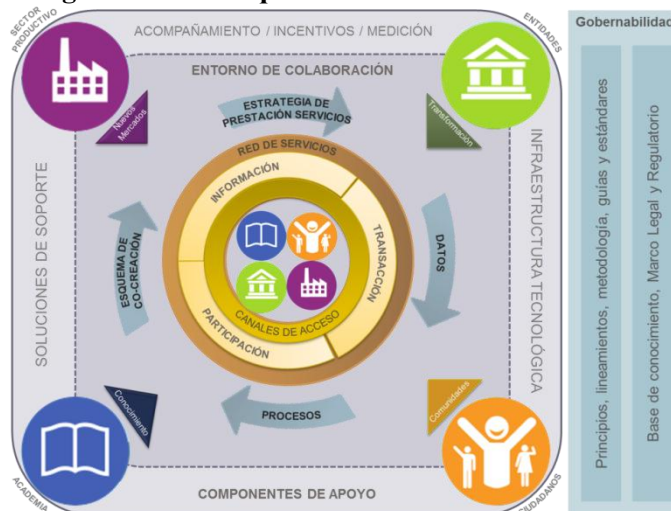 SECTOR
PRODUCTIVO
ACOMPAÑAMIENTO / INCENTIVOS / MEDICIÓN
ENTIDADES
Gobernabilidad
ENTORNO DE COLABORACIÓN
Nuevos
Mercados
ESTRATEGIA DE
PRESTACIÓN SERVICIOS
Transformación
RED DE SERVICIOS
INFORMACIÓN
TRANSACCIÓN
PARTICIPACIÓN
CANALES DE ACCESO
SOLUCIONES DE SOPORTE
ESQUEMA DE
CO-CREACIÓN
DATOS
INFRAESTRUCTURA TECNOLÓGICA
Principios, lineamientos, metodología, guías y estándares
Base de conocimiento, Marco Legal y Regulatorio
Conocimiento
PROCESOS
Comunidades
COMPONENTES DE APOYO
ACADEMIA
CIUDADANOS